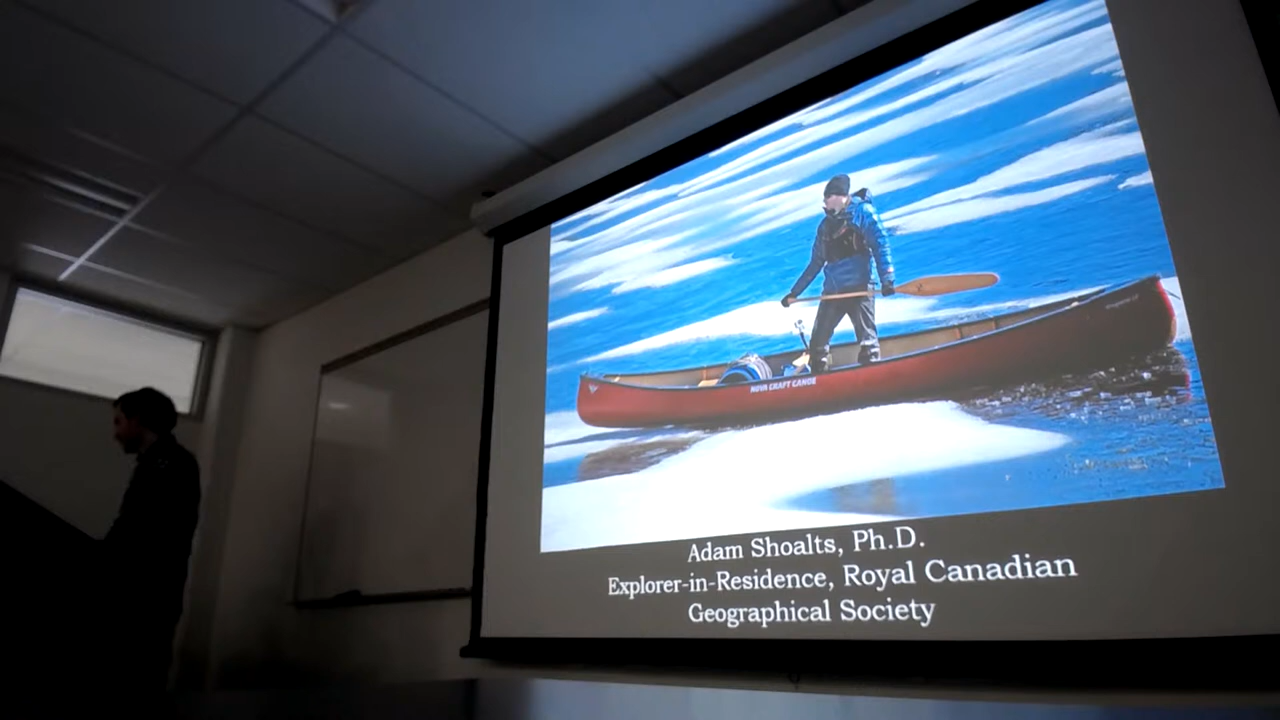 NOVA CRAFT CANOE
Adam Shoalts, Ph.D.
Explorer-in-Residence, Royal Canadian
Geographical Society